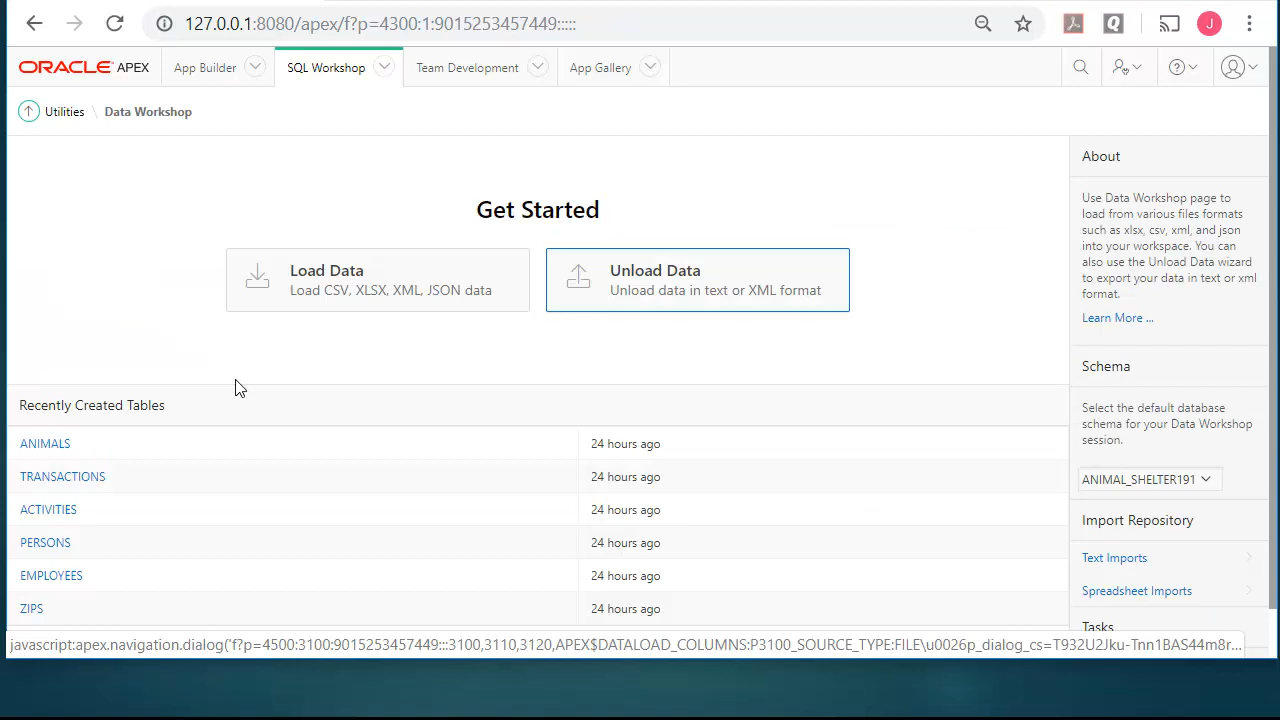 127.0.0.1:8080/apex/f?p=4300:1:9015253457449:::::
J
ORACLE APEX
App Builder
SQL Workshop
Team Development
App Gallery
Utilities \ Data Workshop
Get Started
Load Data
Load CSV, XLSX, XML, JSON data
Unload Data
Unload data in text or XML format
Recently Created Tables
ANIMALS 24 hours ago
TRANSACTIONS 24 hours ago
ACTIVITIES 24 hours ago
PERSONS 24 hours ago
EMPLOYEES 24 hours ago
ZIPS 24 hours ago
About
Use Data Workshop page to
load from various files formats
such as xlsx, csv, xml, and json
into your workspace. You can
also use the Unload Data wizard
to export your data in text or xml
format.
Learn More ...
Schema
Select the default database
schema for your Data Workshop
session.
ANIMAL_SHELTER191
Import Repository
Text Imports
Spreadsheet Imports
Tasks
javascript:apex.navigation.dialog('f?p=4500:3100:9015253457449:::3100,3110,3120,APEX$DATALOAD_COLUMNS:P3100_SOURCE_TYPE:FILE\u0026p_dialog_cs=T932U2Jku-Tnn1BAS44m8r...